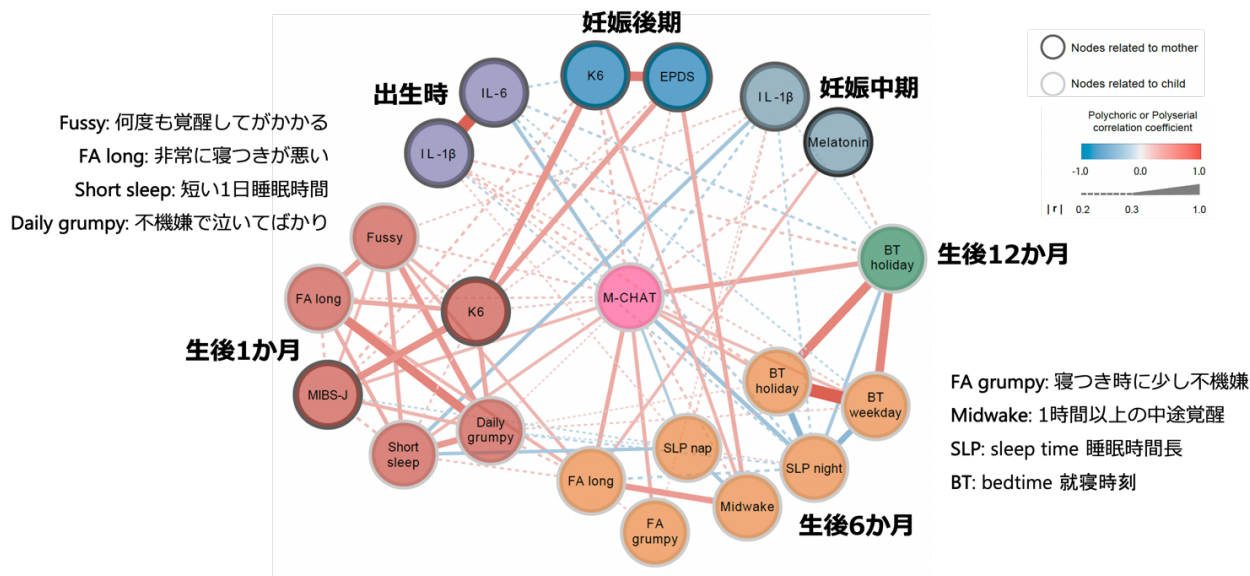 妊娠後期
出生時
妊娠中期
IL-6
K6
EPDS
IL-1β
IL-1β
Melatonin
Nodes related to mother
Nodes related to child
Polychoric or Polyserial
correlation coefficient
-1.0
0.0
1.0
| r |
0.2
0.3
1.0
Fussy: 何度も覚醒してがかかる
FA long: 非常に寝つきが悪い
Short sleep: 短い1日睡眠時間
Daily grumpy: 不機嫌で泣いてばかり
Fussy
FA long
K6
MIBS-J
Short
sleep
Daily
grumpy
生後1か月
M-CHAT
BT
holiday
生後12か月
BT
holiday
BT
weekday
SLP nap
SLP night
FA long
Midwake
FA
grumpy
生後6か月
FA grumpy: 寝つき時に少し不機嫌
Midwake: 1時間以上の中途覚醒
SLP: sleep time 睡眠時間長
BT: bedtime 就寝時刻